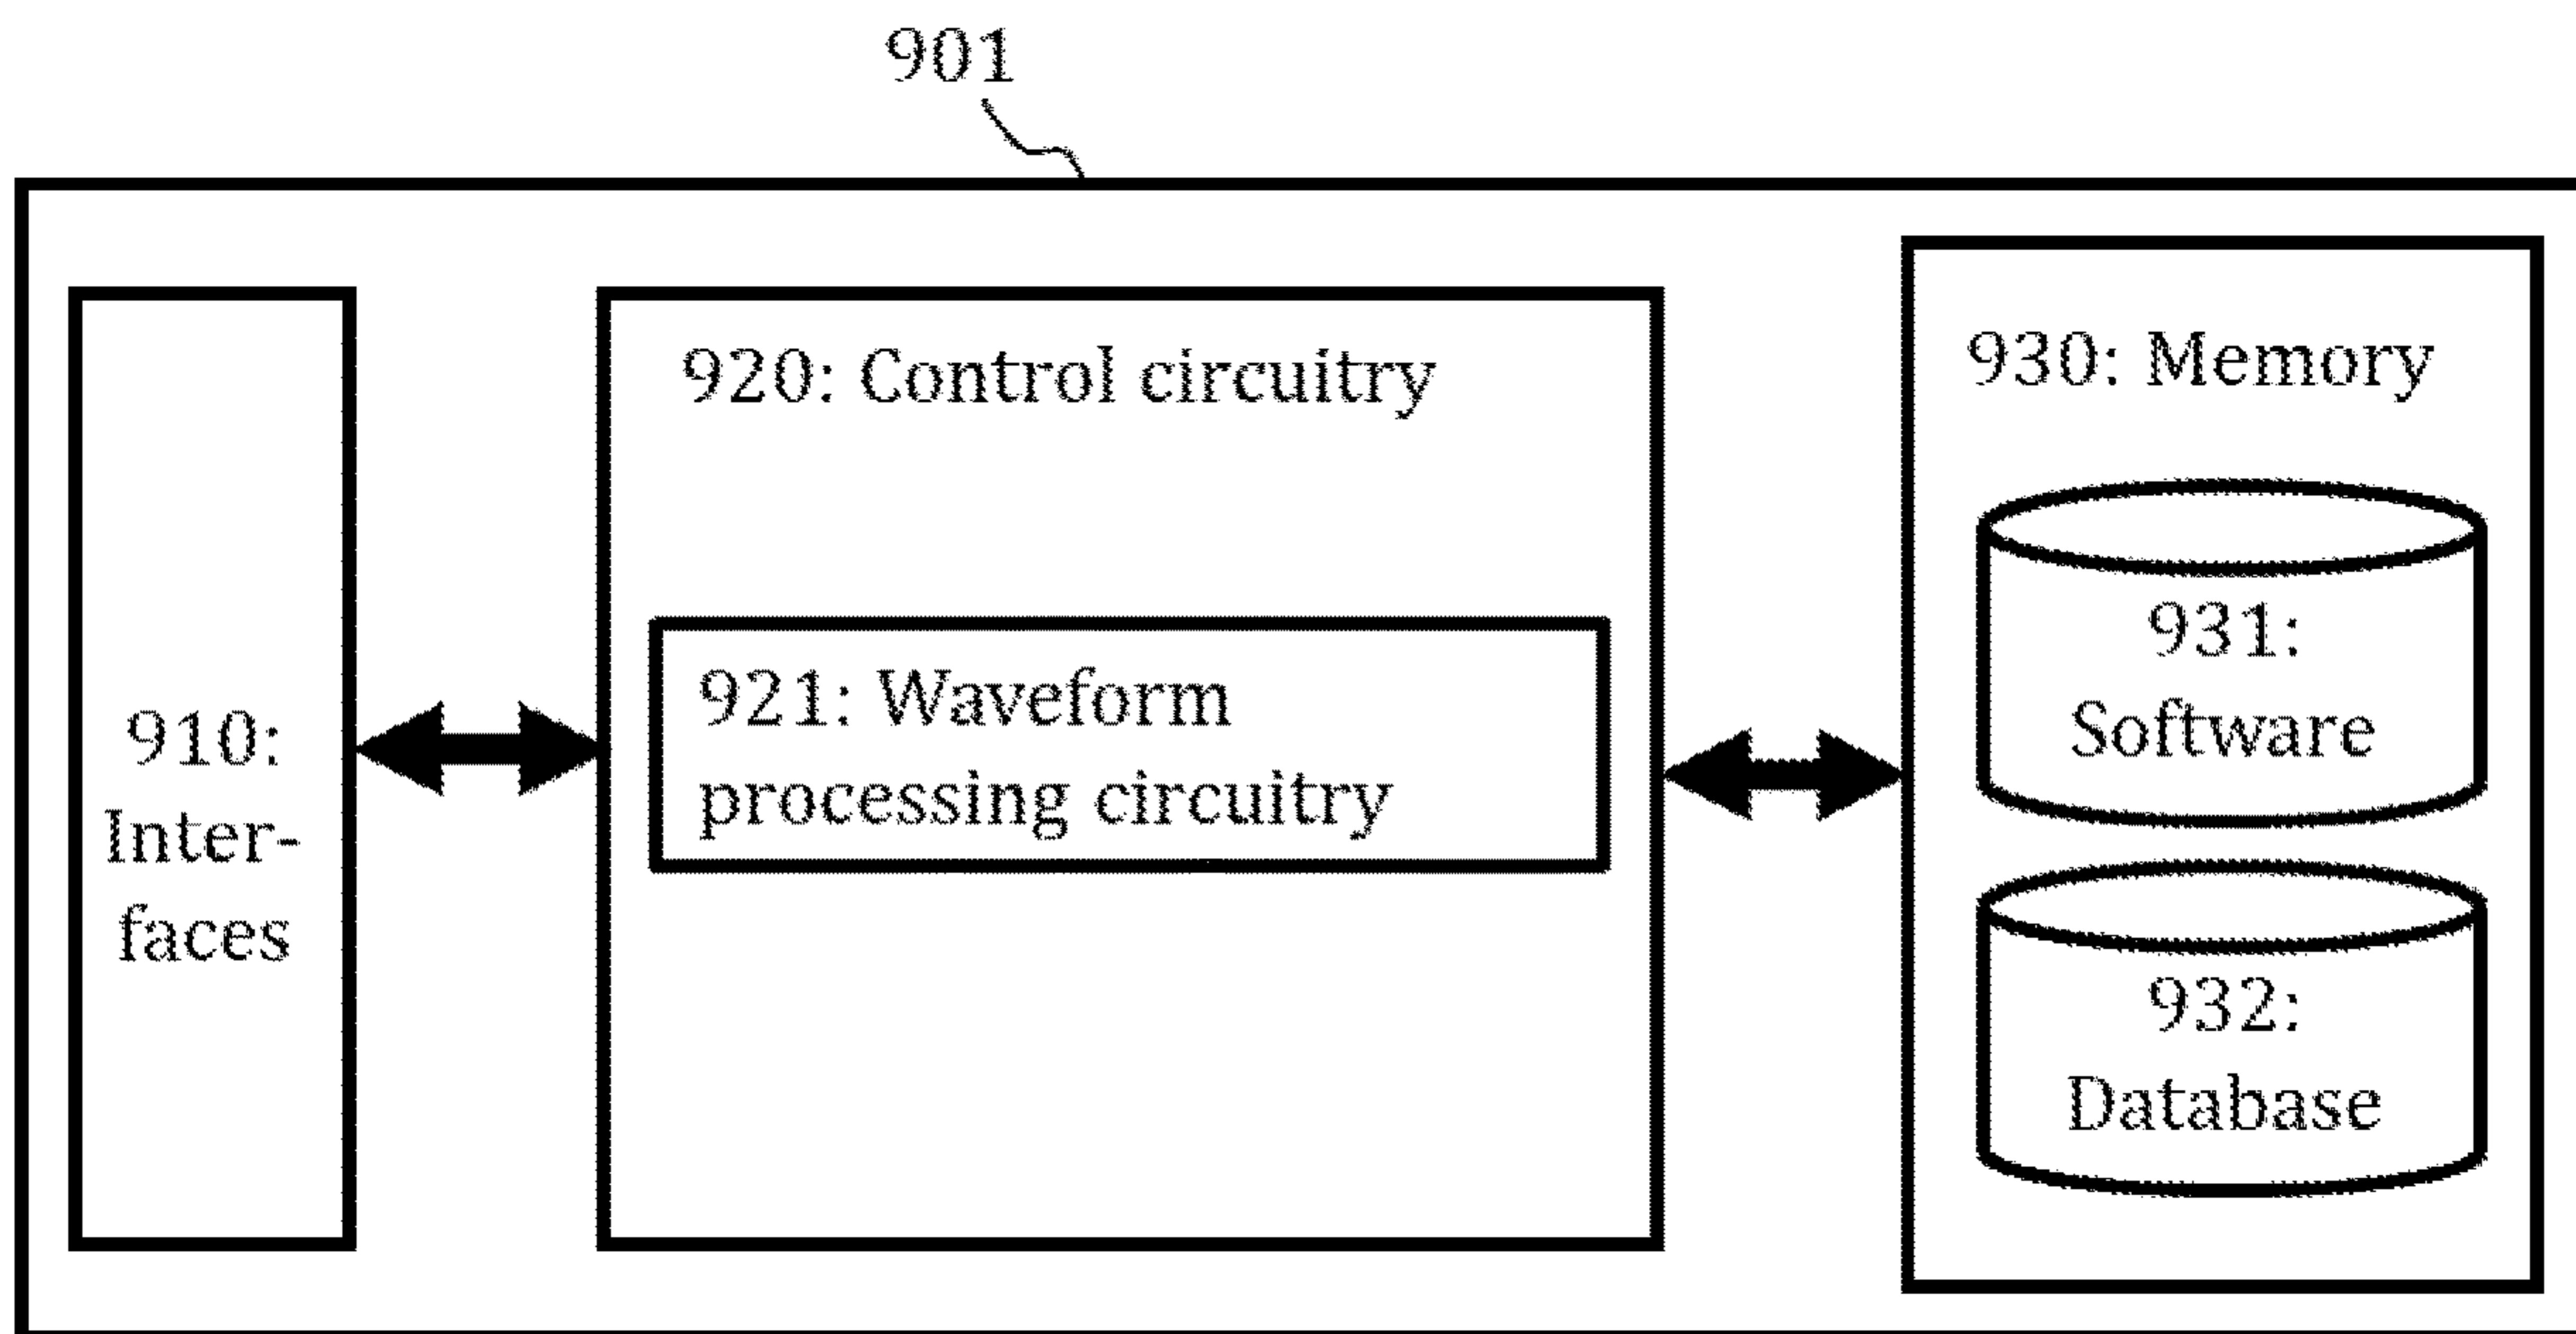 901
910:
Inter-
faces
920: Control circuitry
921: Waveform
processing circuitry
930: Memory
931:
Software
932:
Database